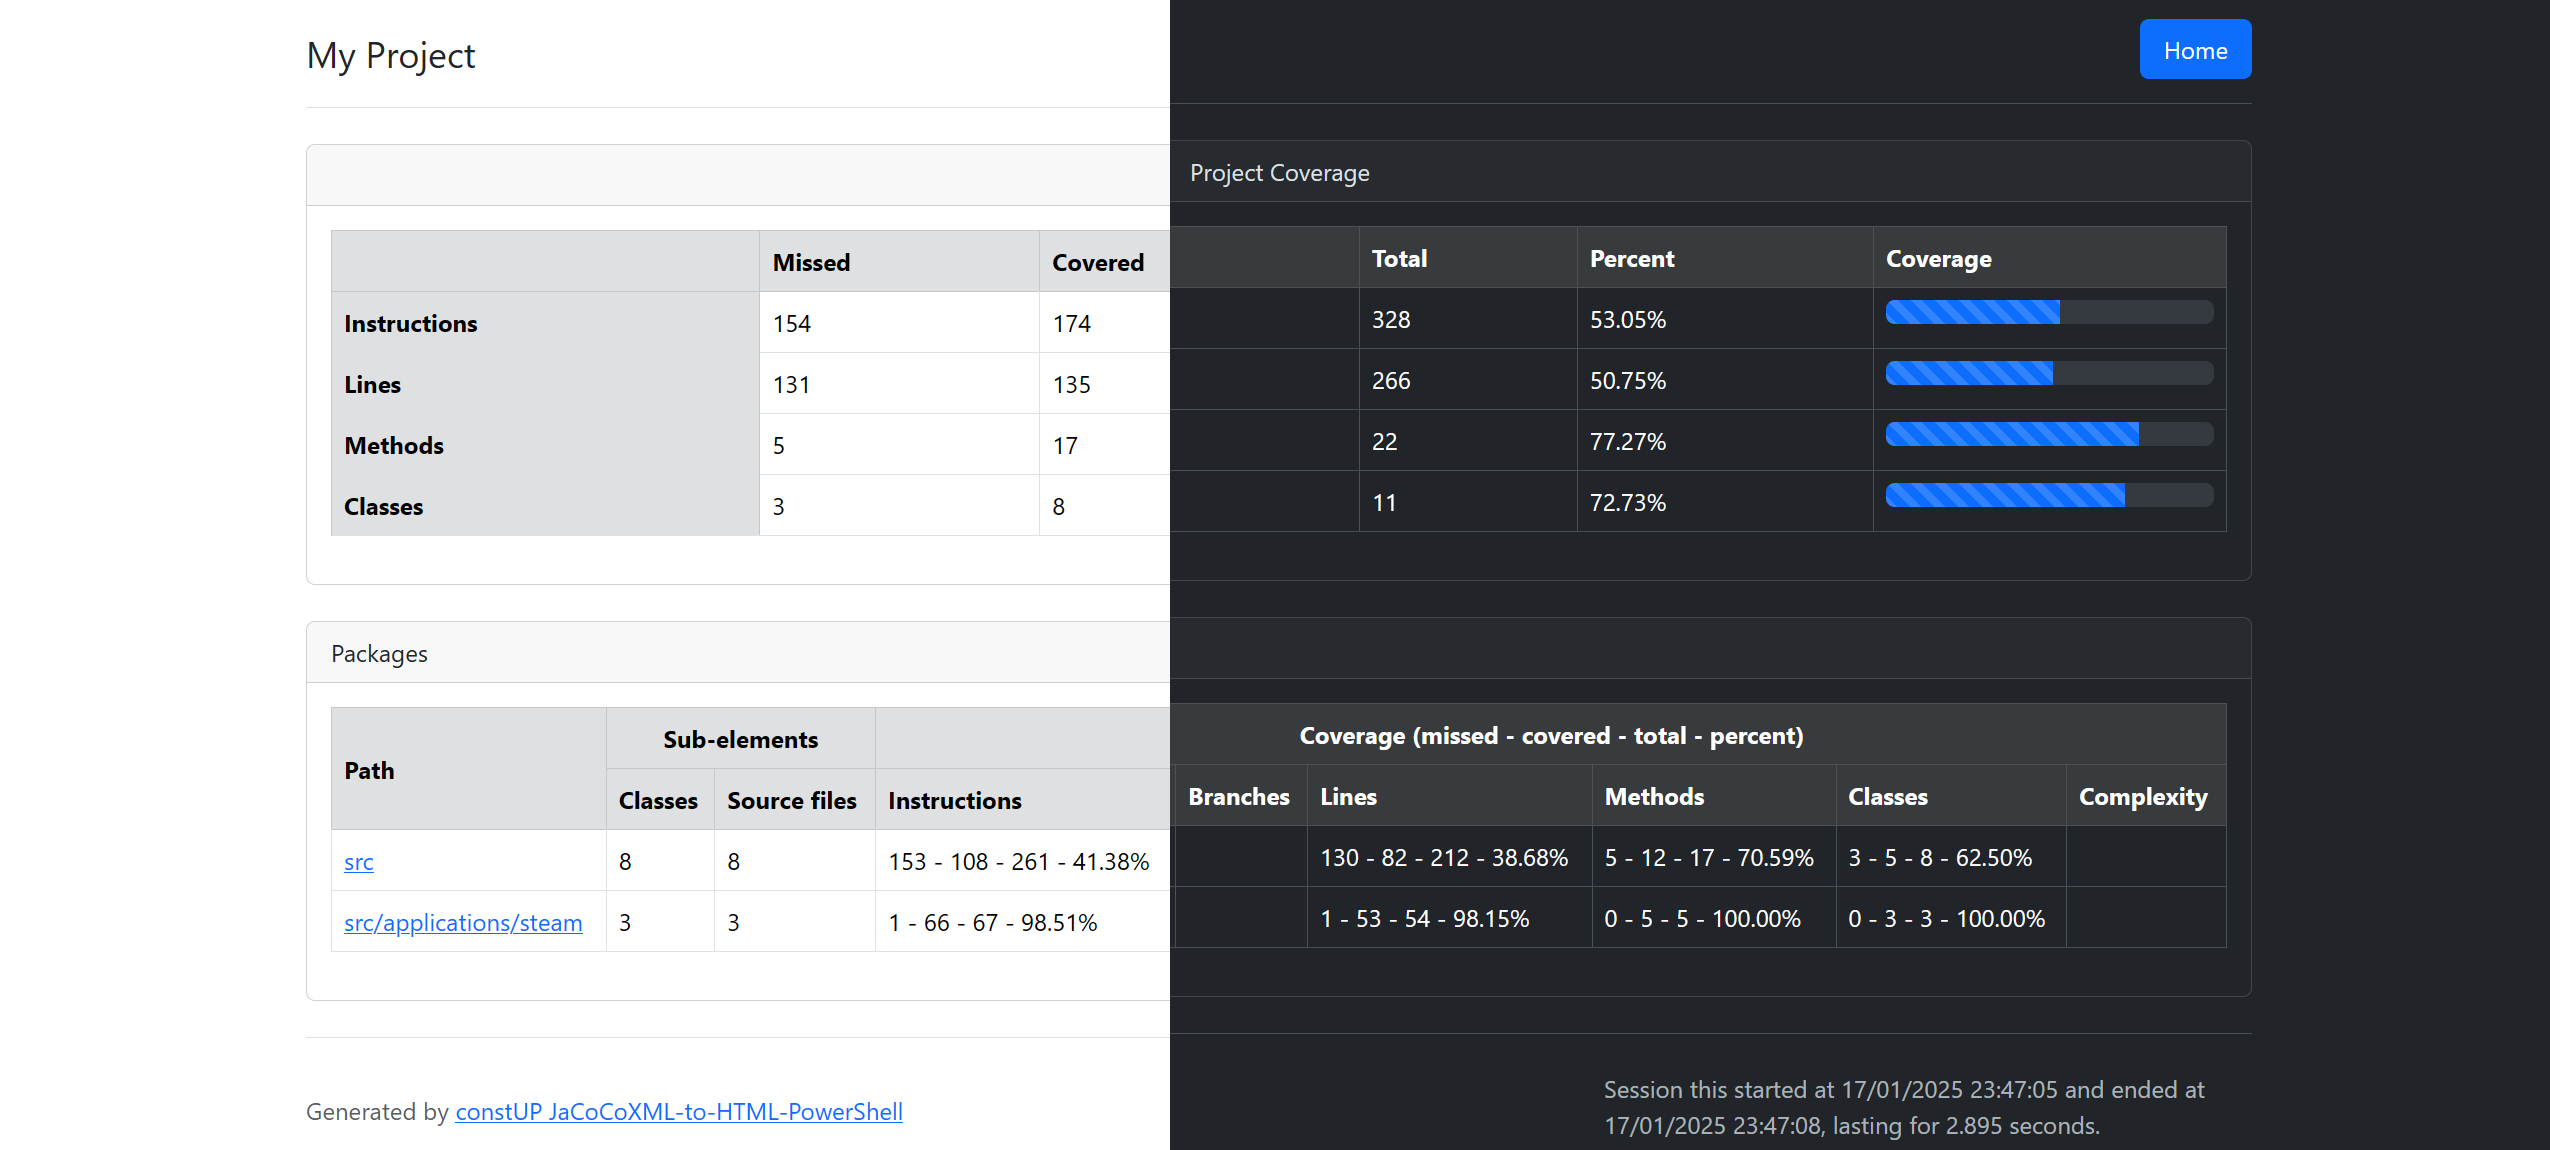 My Project
Home
Project Coverage
Missed Covered Total Percent Coverage
Instructions 154 174 328 53.05%
Lines 131 135 266 50.75%
Methods 5 17 22 77.27%
Classes 3 8 11 72.73%
Packages
Path Sub-elements Coverage (missed - covered - total - percent)
Classes Source files Instructions Branches Lines Methods Classes Complexity
src 8 8 153 - 108 - 261 - 41.38% 130 - 82 - 212 - 38.68% 5 - 12 - 17 - 70.59% 3 - 5 - 8 - 62.50%
src/applications/steam 3 3 1 - 66 - 67 - 98.51% 1 - 53 - 54 - 98.15% 0 - 5 - 5 - 100.00% 0 - 3 - 3 - 100.00%
Generated by constUP JaCoCoXML-to-HTML-PowerShell
Session this started at 17/01/2025 23:47:05 and ended at
17/01/2025 23:47:08, lasting for 2.895 seconds.